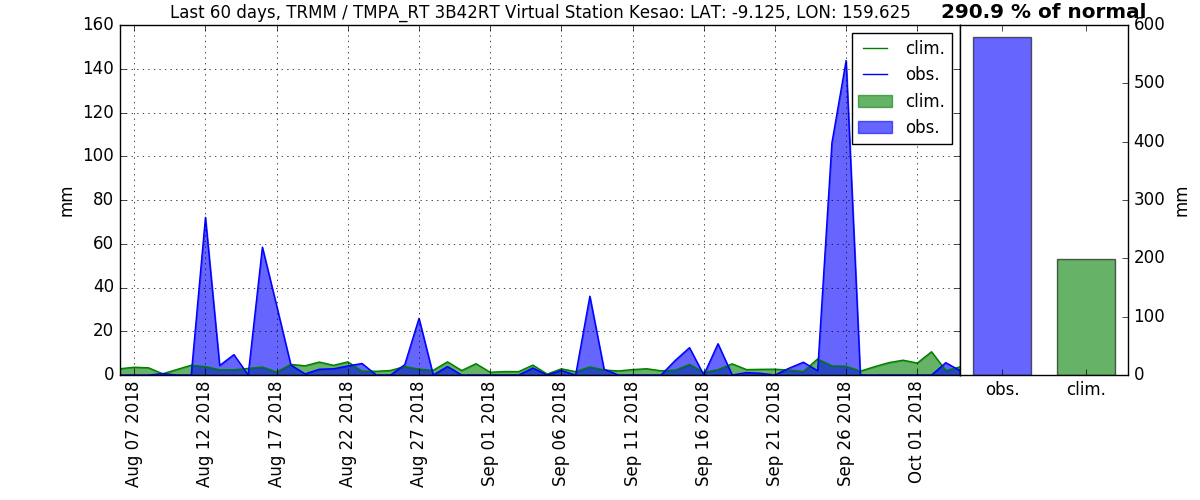 Last 60 days, TRMM / TMPA_RT 3B42RT Virtual Station Kesao: LAT: -9.125, LON: 159.625
290.9 % of normal
160
140
120
100
80
60
40
20
0
mm
clim.
obs.
clim.
obs.
600
500
400
300
200
100
0
mm
obs.
clim.
Aug 07 2018
Aug 12 2018
Aug 17 2018
Aug 22 2018
Aug 27 2018
Sep 01 2018
Sep 06 2018
Sep 11 2018
Sep 16 2018
Sep 21 2018
Sep 26 2018
Oct 01 2018